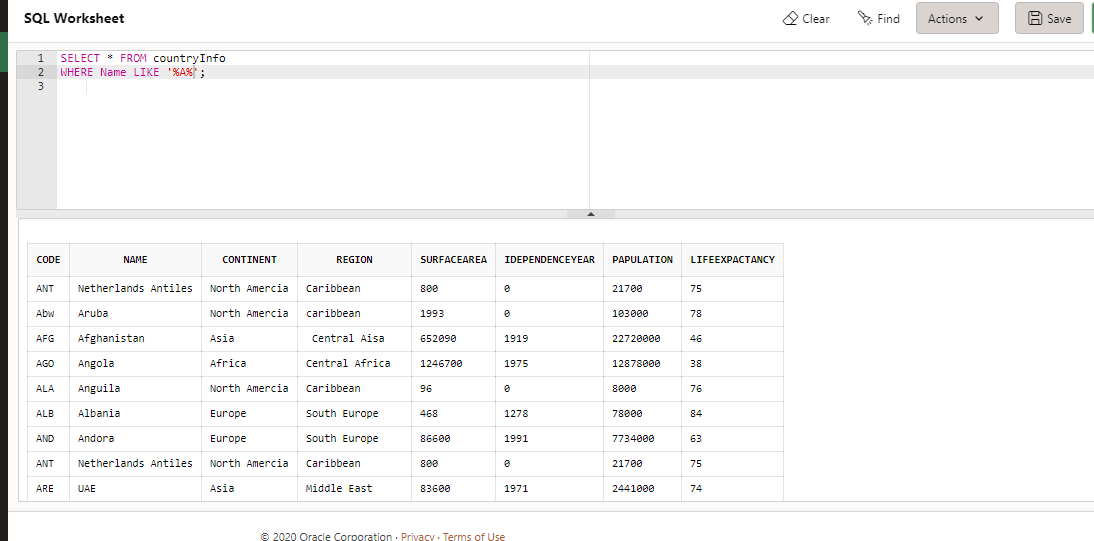 SQL Worksheet
Clear Find Actions Save
1 SELECT * FROM countryInfo
2 WHERE Name LIKE '%A%';
3
CODE NAME CONTINENT REGION SURFACEAREA IDEPENDENCEYEAR PAPULATION LIFEEXPACTANCY
ANT Netherlands Antiles North Amercia Caribbean 800 0 21700 75
Abw Aruba North Amercia caribbean 1993 0 103000 78
AFG Afghanistan Asia Central Aisa 652090 1919 22720000 46
AGO Angola Africa Central Africa 1246700 1975 12878000 38
ALA Anguila North Amercia Caribbean 96 0 8000 76
ALB Albania Europe South Europe 468 1278 78000 84
AND Andora Europe South Europe 86600 1991 7734000 63
ANT Netherlands Antiles North Amercia Caribbean 800 0 21700 75
ARE UAE Asia Middle East 83600 1971 2441000 74
© 2020 Oracle Corporation · Privacy · Terms of Use